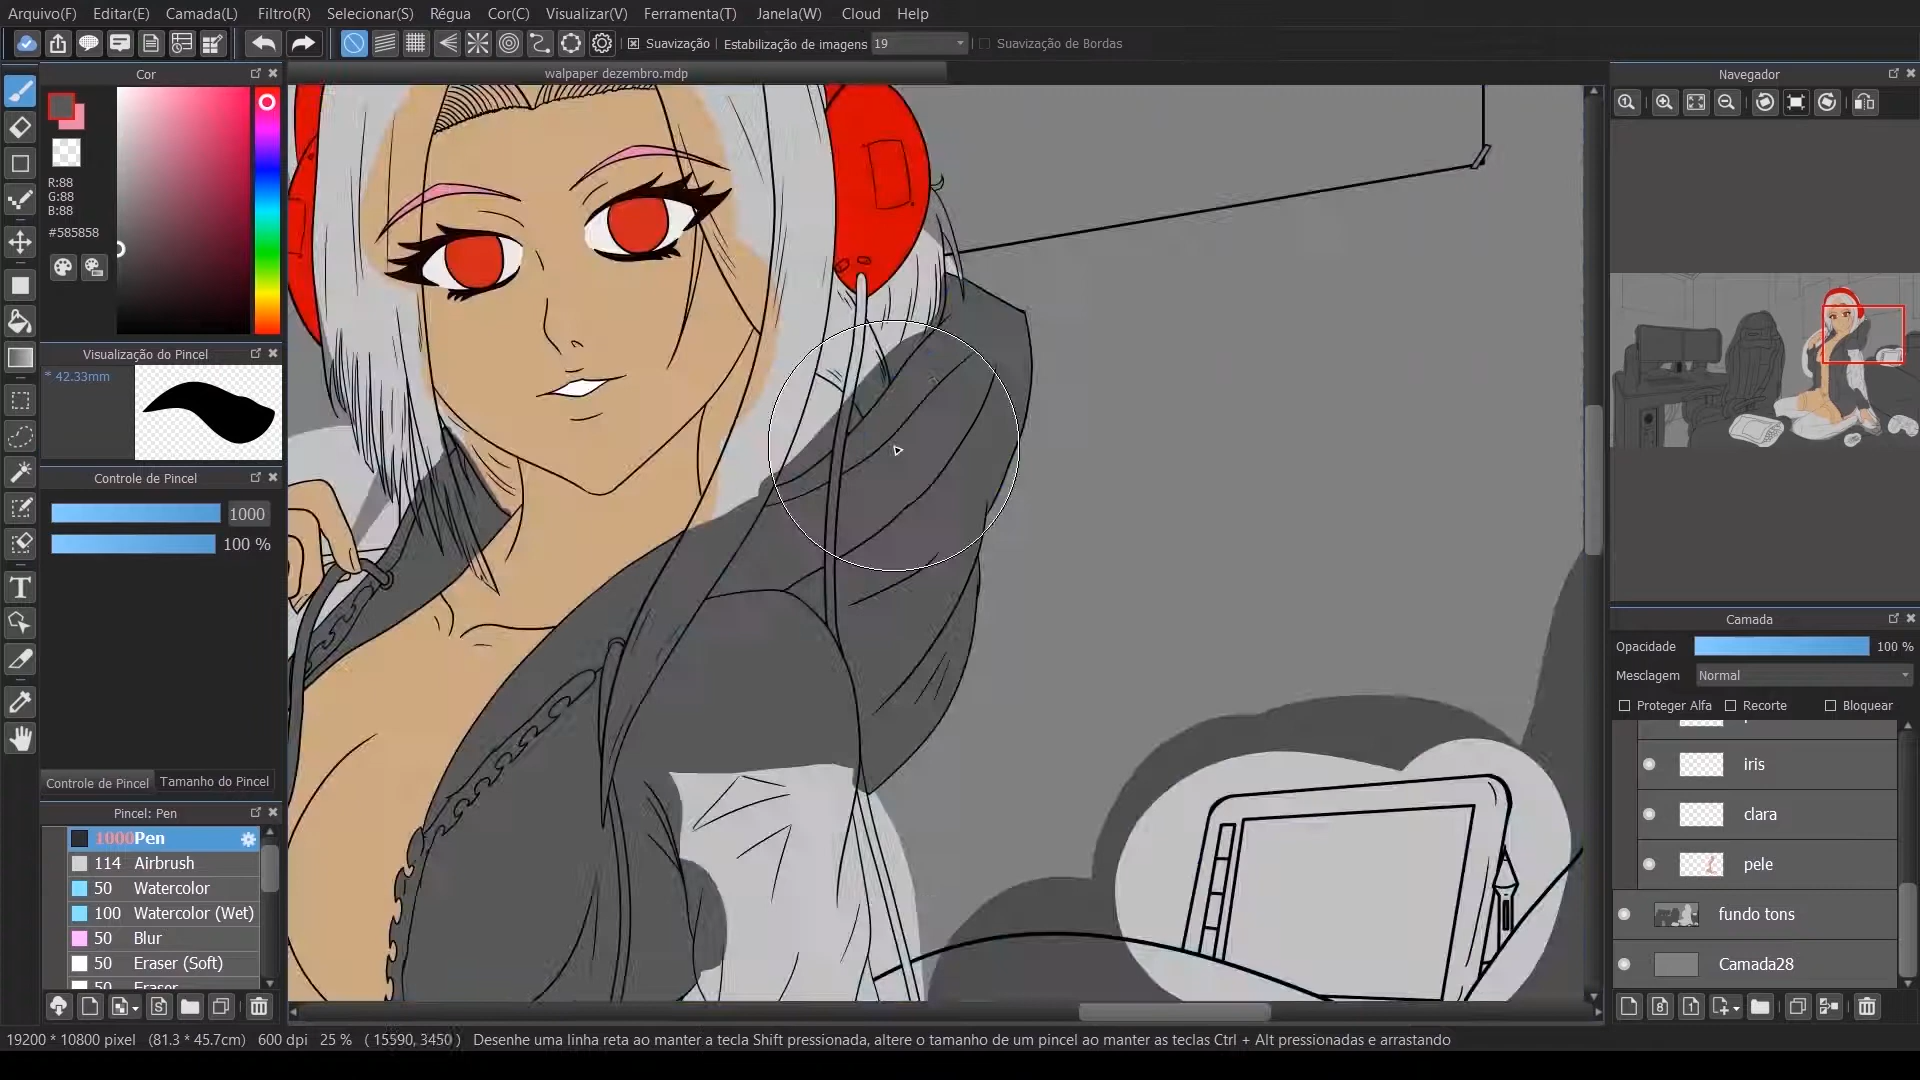 Arquivo(F) Editar(E) Camada(L) Filtro(R) Selecionar(S) Régua Cor(C) Visualizar(V) Ferramenta(T) Janela(W) Cloud Help
Suavização Estabilização de imagens 19 Suavização de Bordas
Cor
walpaper dezembro.mdp
Navegador
R:88
G:88
B:88
#585858
Visualização do Pincel
* 42.33mm
Controle de Pincel
1000
100 %
Controle de Pincel Tamanho do Pincel
Pincel: Pen
1000Pen
114 Airbrush
50 Watercolor
100 Watercolor (Wet)
50 Blur
50 Eraser (Soft)
50 Eraser
Camada
Opacidade 100 %
Mesclagem Normal
Proteger Alfa Recorte Bloquear
iris
clara
pele
fundo tons
Camada28
19200 * 10800 pixel (81.3 * 45.7cm) 600 dpi 25 % ( 15590, 3450 ) Desenhe uma linha reta ao manter a tecla Shift pressionada, altere o tamanho de um pincel ao manter as teclas Ctrl + Alt pressionadas e arrastando